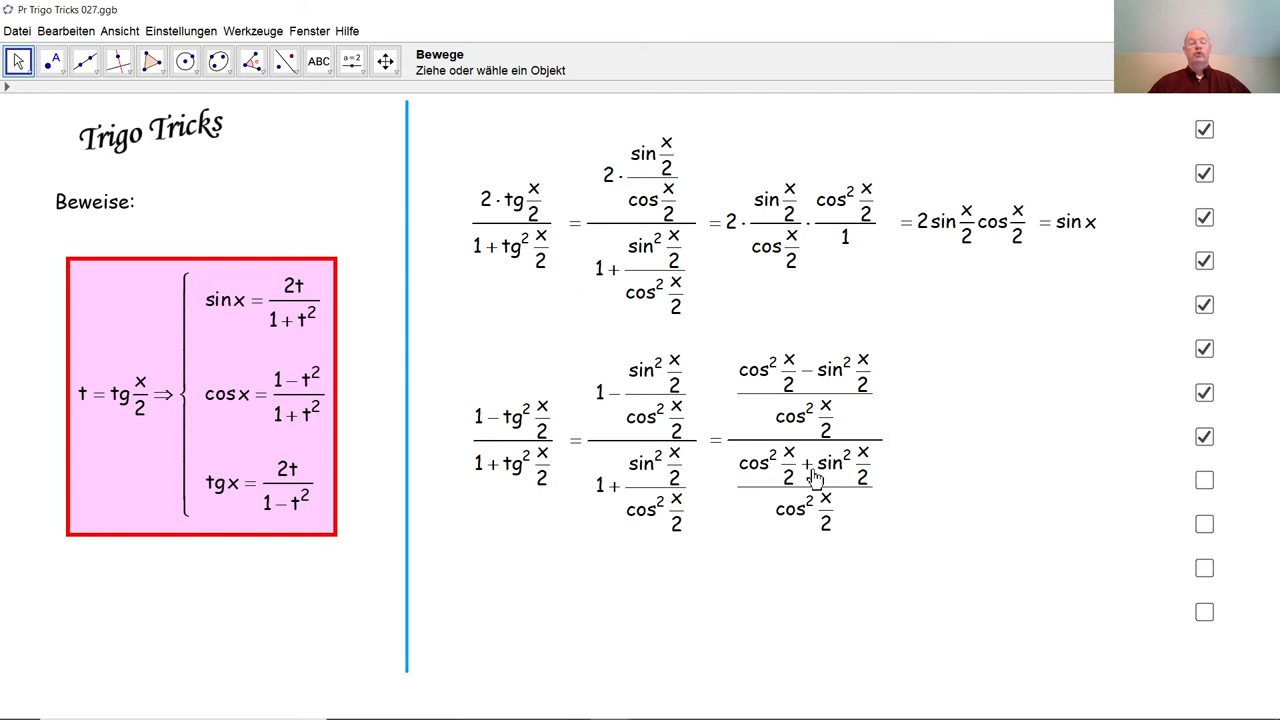 Pr Trigo Tricks 027.ggb
Datei Bearbeiten Ansicht Einstellungen Werkzeuge Fenster Hilfe
A ABC a=2 Bewege
Ziehe oder wähle ein Objekt
Trigo Tricks
Beweise:
t = tg x/2 ⇒ { sin x = 2t / (1 + t²)
cos x = (1 − t²) / (1 + t²)
tg x = 2t / (1 − t²)
(2 · tg x/2) / (1 + tg² x/2) = (2 · (sin x/2) / (cos x/2)) / (1 + (sin² x/2) / (cos² x/2)) = 2 · (sin x/2) / (cos x/2) · (cos² x/2) / 1 = 2 sin x/2 cos x/2 = sin x
(1 − tg² x/2) / (1 + tg² x/2) = (1 − (sin² x/2) / (cos² x/2)) / (1 + (sin² x/2) / (cos² x/2)) = ((cos² x/2 − sin² x/2) / (cos² x/2)) / ((cos² x/2 + sin² x/2) / (cos² x/2))